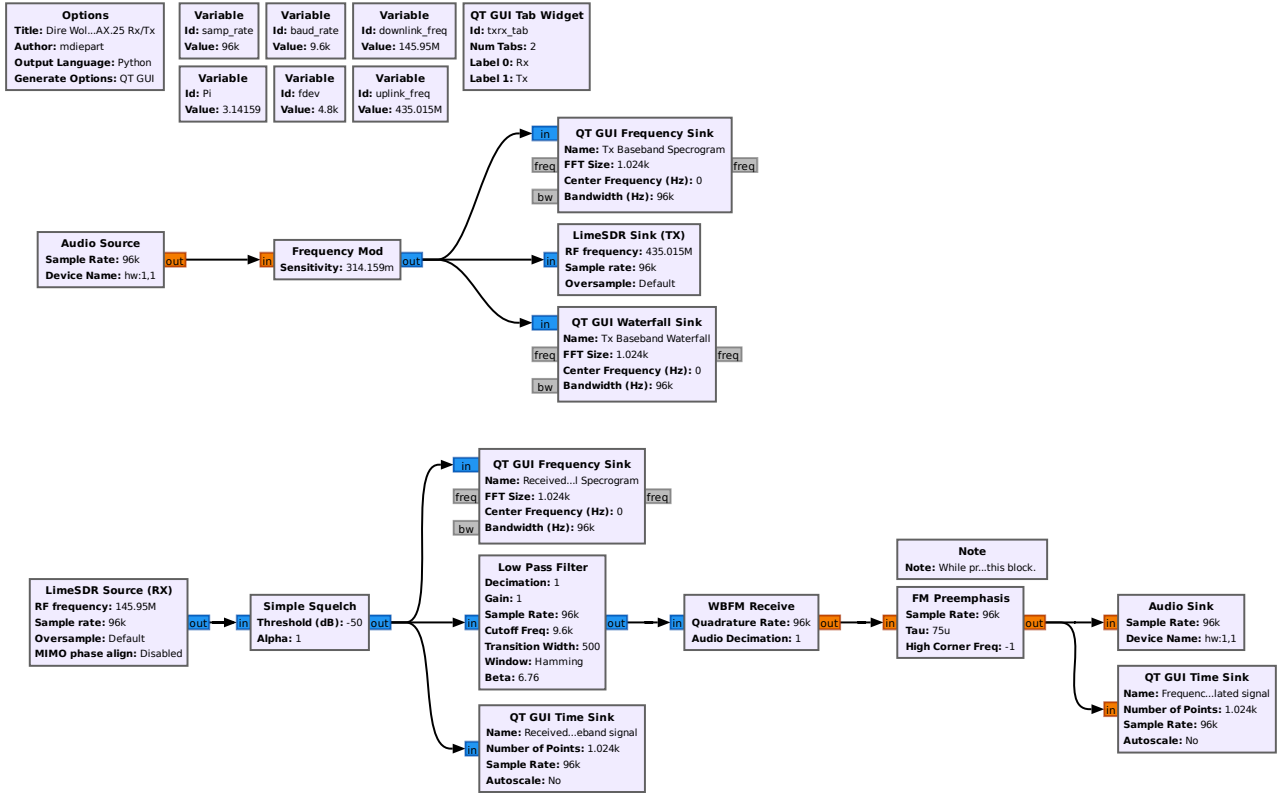 Options
Title: Dire Wol...AX.25 Rx/Tx
Author: mdiepart
Output Language: Python
Generate Options: QT GUI
Variable
Id: samp_rate
Value: 96k
Variable
Id: baud_rate
Value: 9.6k
Variable
Id: downlink_freq
Value: 145.95M
QT GUI Tab Widget
Id: txrx_tab
Num Tabs: 2
Label 0: Rx
Label 1: Tx
Variable
Id: Pi
Value: 3.14159
Variable
Id: fdev
Value: 4.8k
Variable
Id: uplink_freq
Value: 435.015M
in
freq
bw
QT GUI Frequency Sink
Name: Tx Baseband Specrogram
FFT Size: 1.024k
Center Frequency (Hz): 0
Bandwidth (Hz): 96k
freq
Audio Source
Sample Rate: 96k
Device Name: hw:1,1
out
in
Frequency Mod
Sensitivity: 314.159m
out
in
LimeSDR Sink (TX)
RF frequency: 435.015M
Sample rate: 96k
Oversample: Default
in
freq
bw
QT GUI Waterfall Sink
Name: Tx Baseband Waterfall
FFT Size: 1.024k
Center Frequency (Hz): 0
Bandwidth (Hz): 96k
freq
in
freq
bw
QT GUI Frequency Sink
Name: Received...l Specrogram
FFT Size: 1.024k
Center Frequency (Hz): 0
Bandwidth (Hz): 96k
freq
LimeSDR Source (RX)
RF frequency: 145.95M
Sample rate: 96k
Oversample: Default
MIMO phase align: Disabled
out
in
Simple Squelch
Threshold (dB): -50
Alpha: 1
out
in
Low Pass Filter
Decimation: 1
Gain: 1
Sample Rate: 96k
Cutoff Freq: 9.6k
Transition Width: 500
Window: Hamming
Beta: 6.76
out
in
WBFM Receive
Quadrature Rate: 96k
Audio Decimation: 1
out
Note
Note: While pr...this block.
in
FM Preemphasis
Sample Rate: 96k
Tau: 75u
High Corner Freq: -1
out
in
Audio Sink
Sample Rate: 96k
Device Name: hw:1,1
in
QT GUI Time Sink
Name: Frequenc...lated signal
Number of Points: 1.024k
Sample Rate: 96k
Autoscale: No
in
QT GUI Time Sink
Name: Received...eband signal
Number of Points: 1.024k
Sample Rate: 96k
Autoscale: No